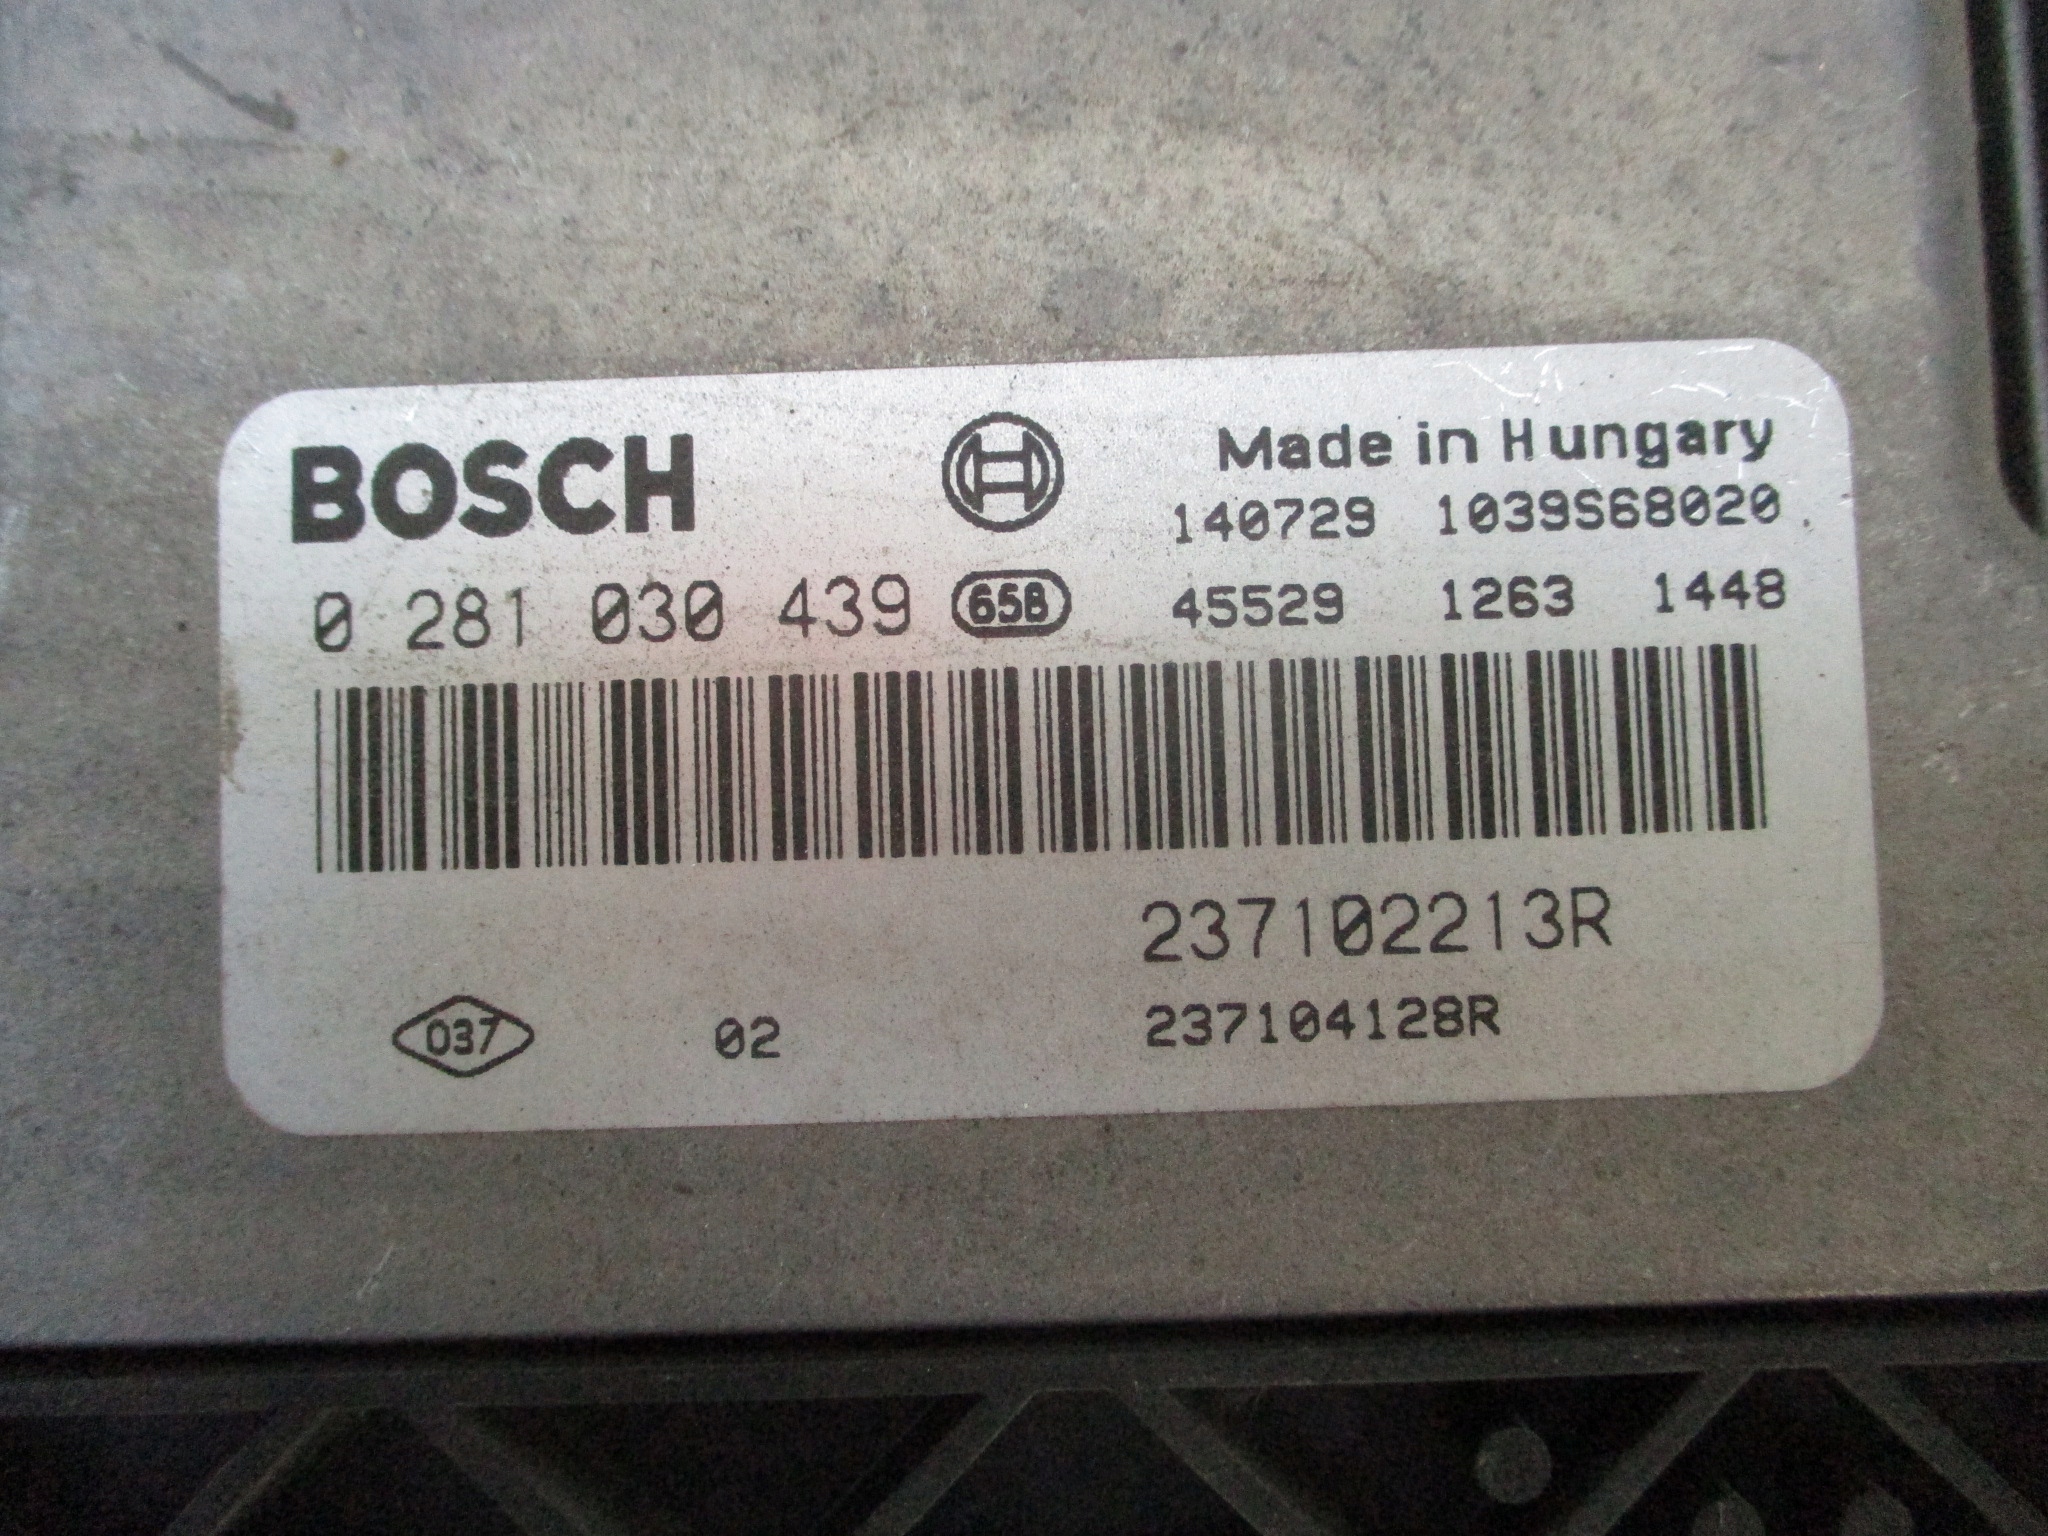 BOSCH
Made in Hungary
140729 1039S68020
0 281 030 439 65B 45529 1263 1448
237102213R
037 02 237104128R